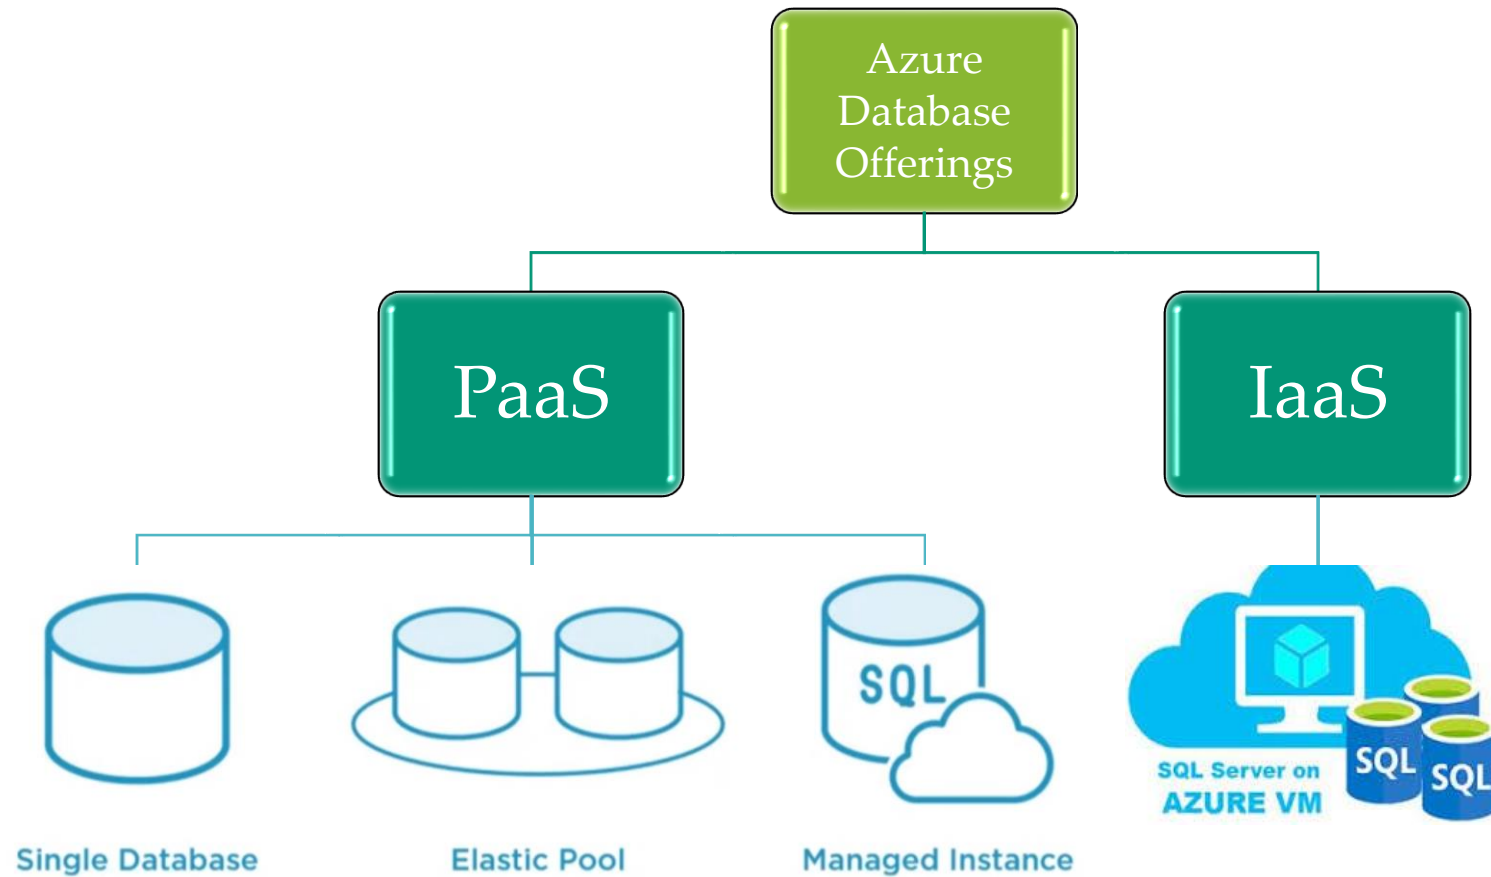 Azure
Database
Offerings
PaaS
IaaS
SQL
SQL Server on
AZURE VM
SQL
SQL
Single Database
Elastic Pool
Managed Instance